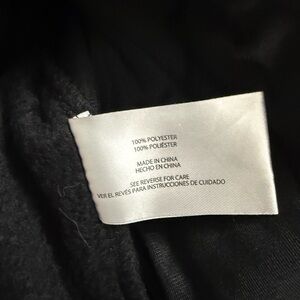 100% POLYESTER
100% POLIÉSTER
MADE IN CHINA
HECHO EN CHINA
SEE REVERSE FOR CARE
VER EL REVÉS PARA INSTRUCCIONES DE CUIDADO